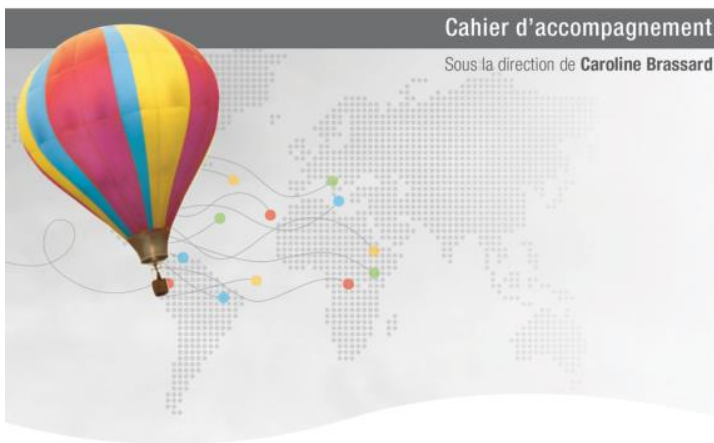 Cahier d'accompagnement
Sous la direction de Caroline Brassard